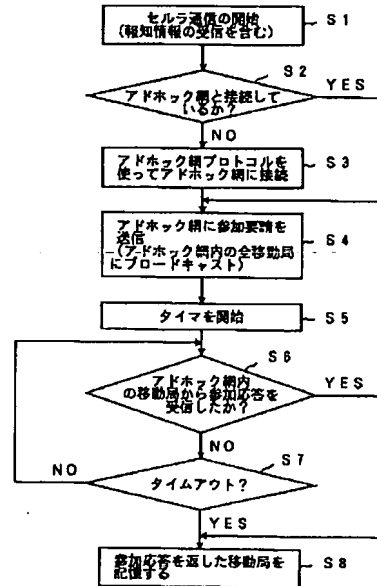 セルラ通信の開始
(報知情報の受信を含む)
S1
S2
アドホック網と接続して
いるか?
YES
NO
アドホック網プロトコルを
使ってアドホック網に接続
S3
アドホック網に参加要請を
送信
(アドホック網内の全移動局
にブロードキャスト)
S4
タイマを開始
S5
S6
アドホック網内
の移動局から参加応答を
受信したか?
YES
NO
S7
NO
タイムアウト?
YES
参加応答を返した移動局を
記憶する
S8